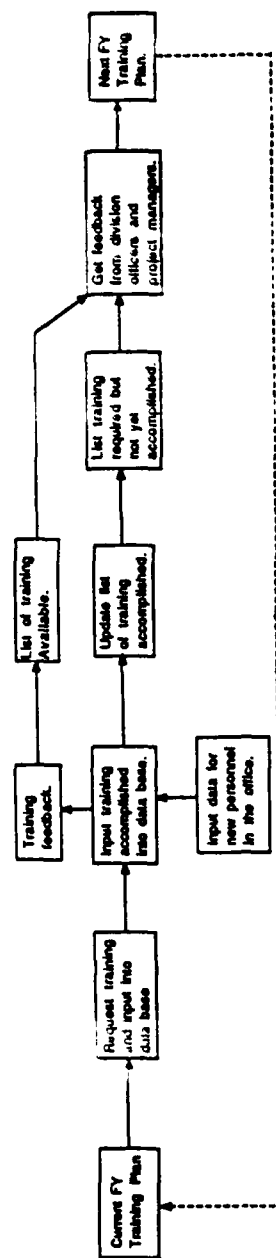 Current FY
Training Plan
Request training
and input into
data base
Training
feedback.
Input training
accomplished
into data base.
Input data for
new personnel
in the office.
List of training
Available.
Update list
of training
accomplished.
List training
required but
not yet
accomplished.
Get feedback
from division
officers and
project managers.
Next FY
Training
Plan.